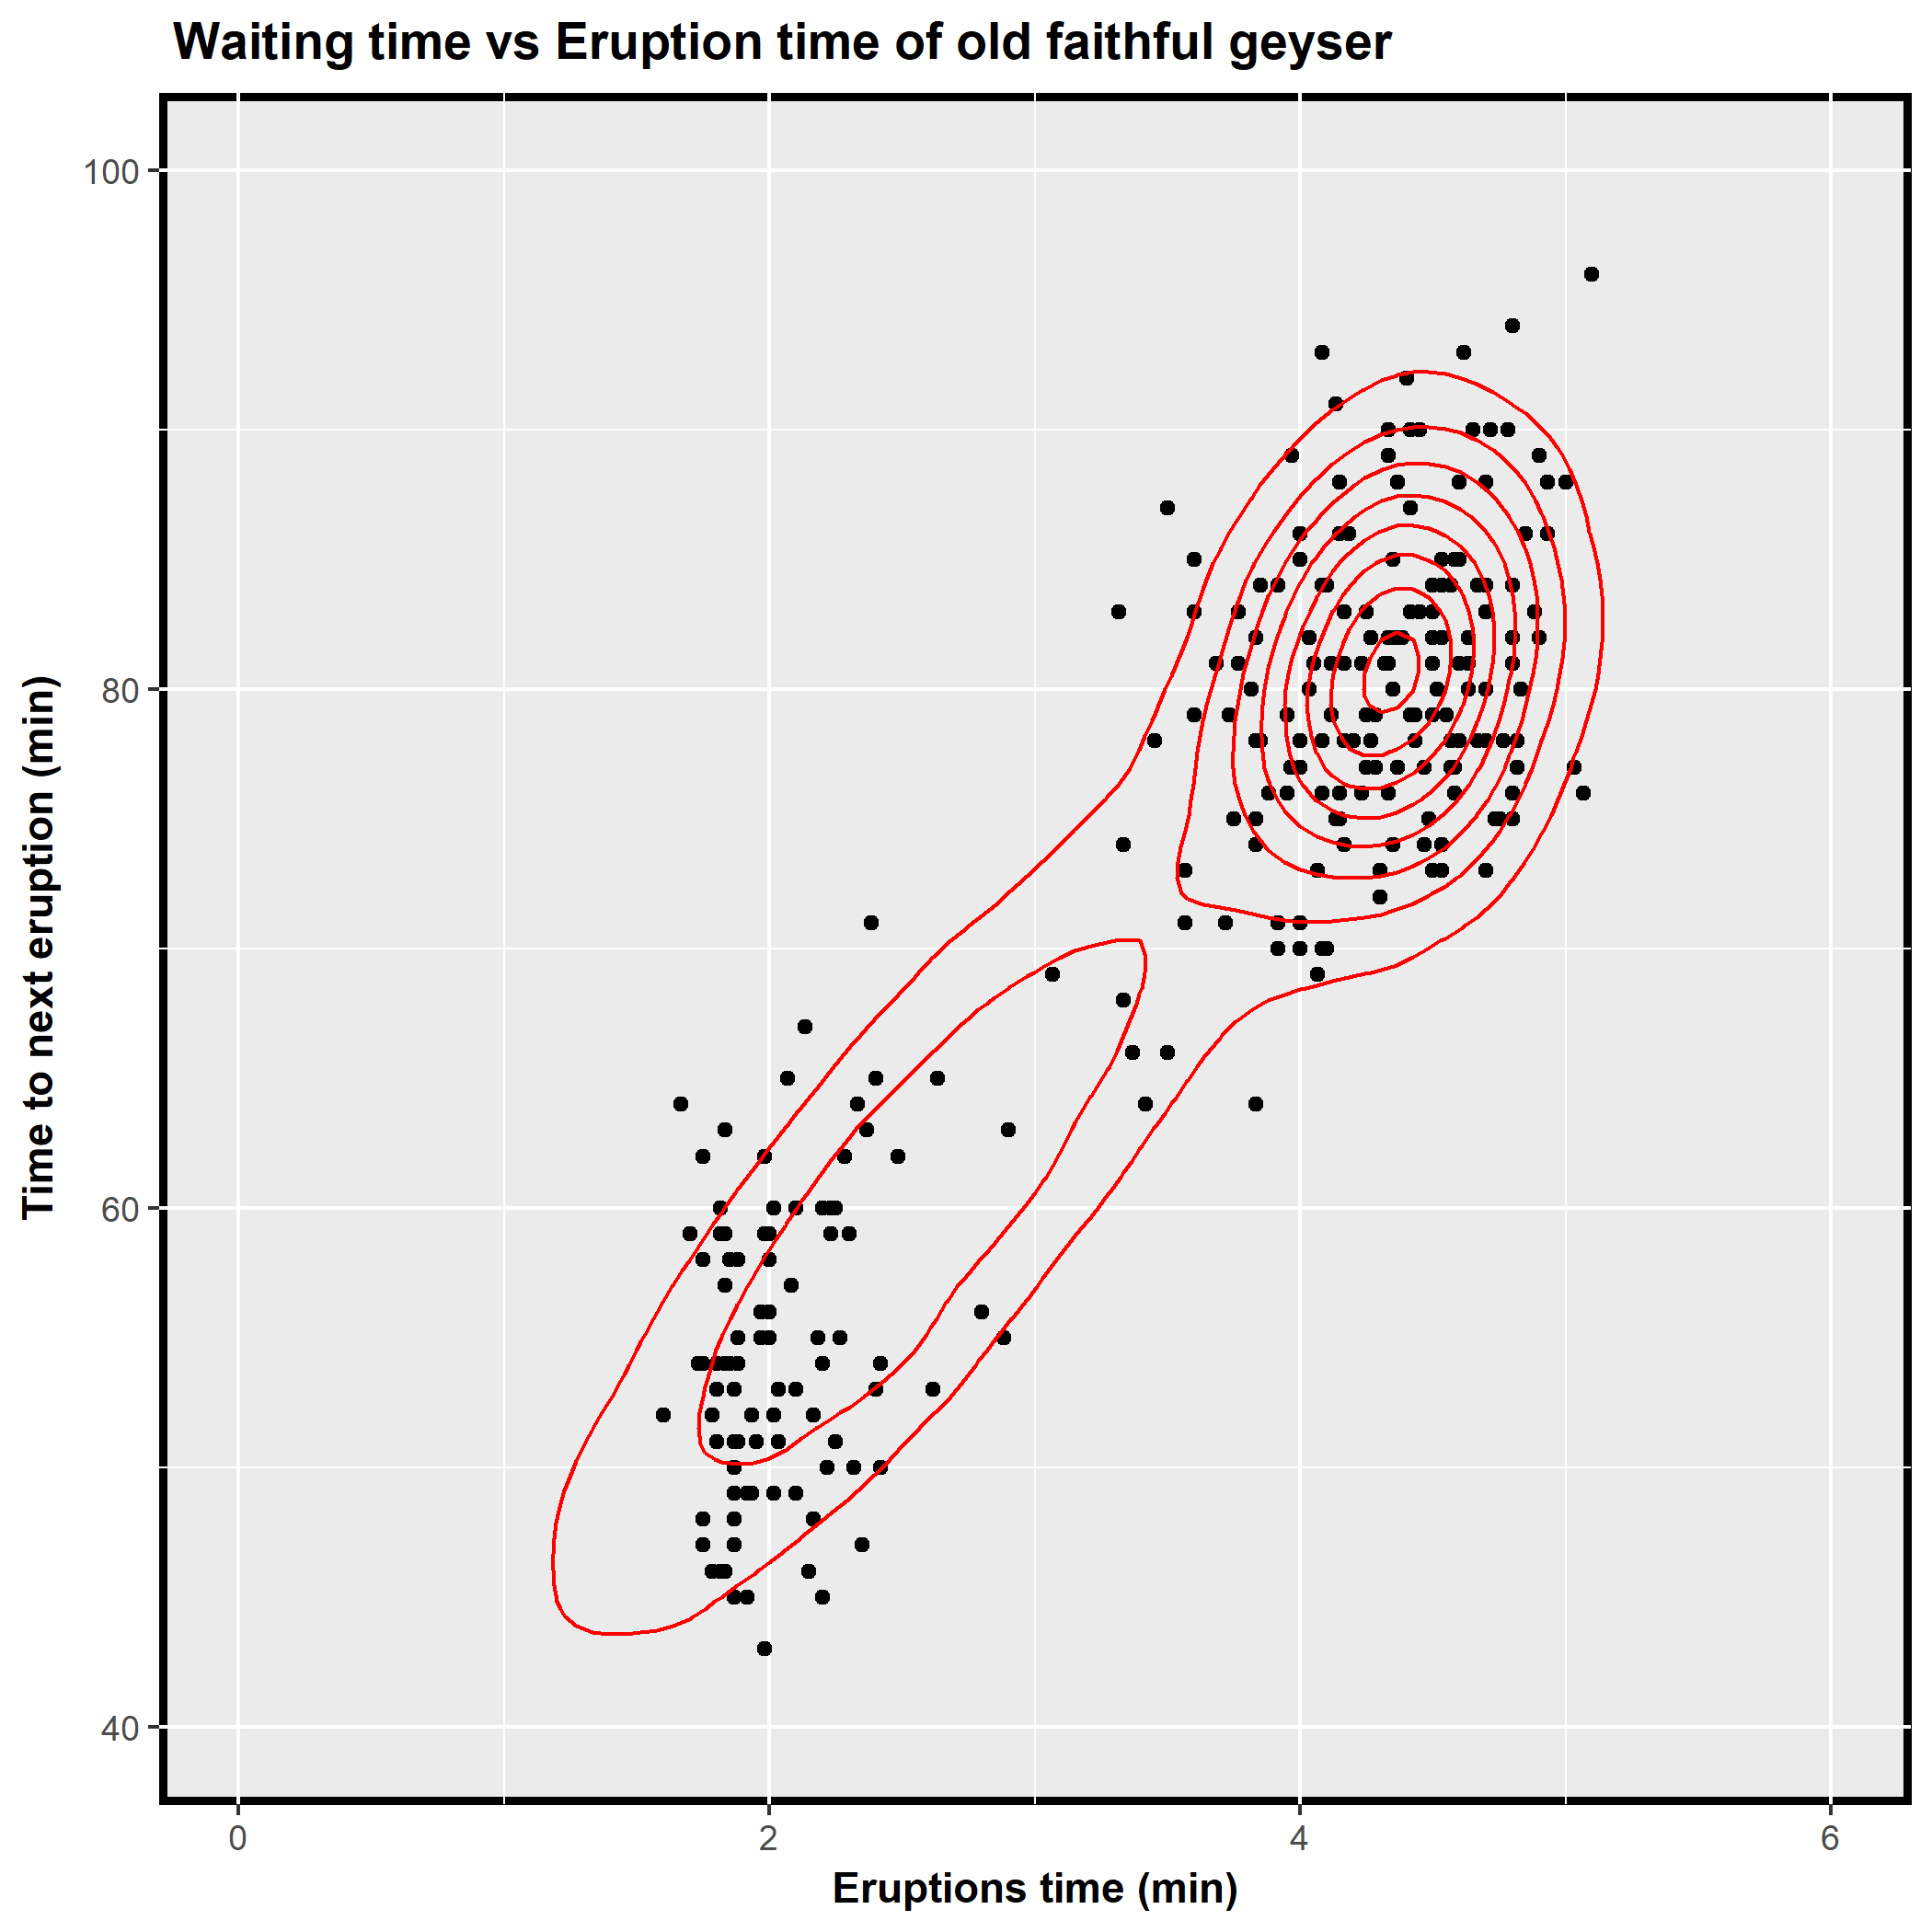 Waiting time vs Eruption time of old faithful geyser
Time to next eruption (min)
100
80
60
40
0
2
4
6
Eruptions time (min)